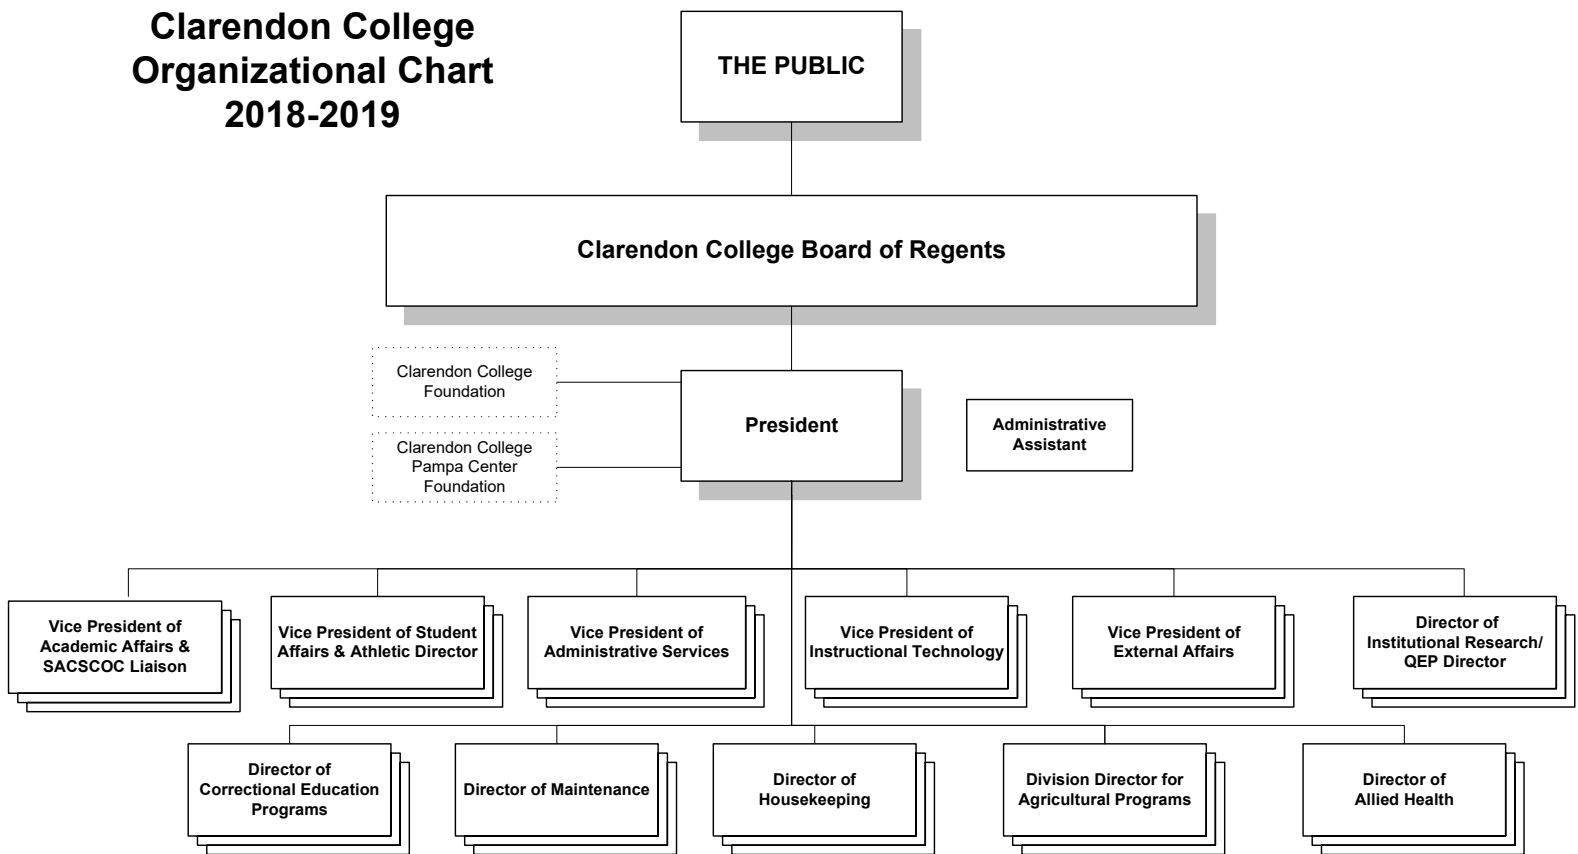 Clarendon College
Organizational Chart
2018-2019
THE PUBLIC
Clarendon College Board of Regents
Clarendon College
Foundation
Clarendon College
Pampa Center
Foundation
President
Administrative
Assistant
Vice President of
Academic Affairs &
SACSCOC Liaison
Vice President of Student
Affairs & Athletic Director
Vice President of
Administrative Services
Vice President of
Instructional Technology
Vice President of
External Affairs
Director of
Institutional Research/
QEP Director
Director of
Correctional Education
Programs
Director of Maintenance
Director of
Housekeeping
Division Director for
Agricultural Programs
Director of
Allied Health